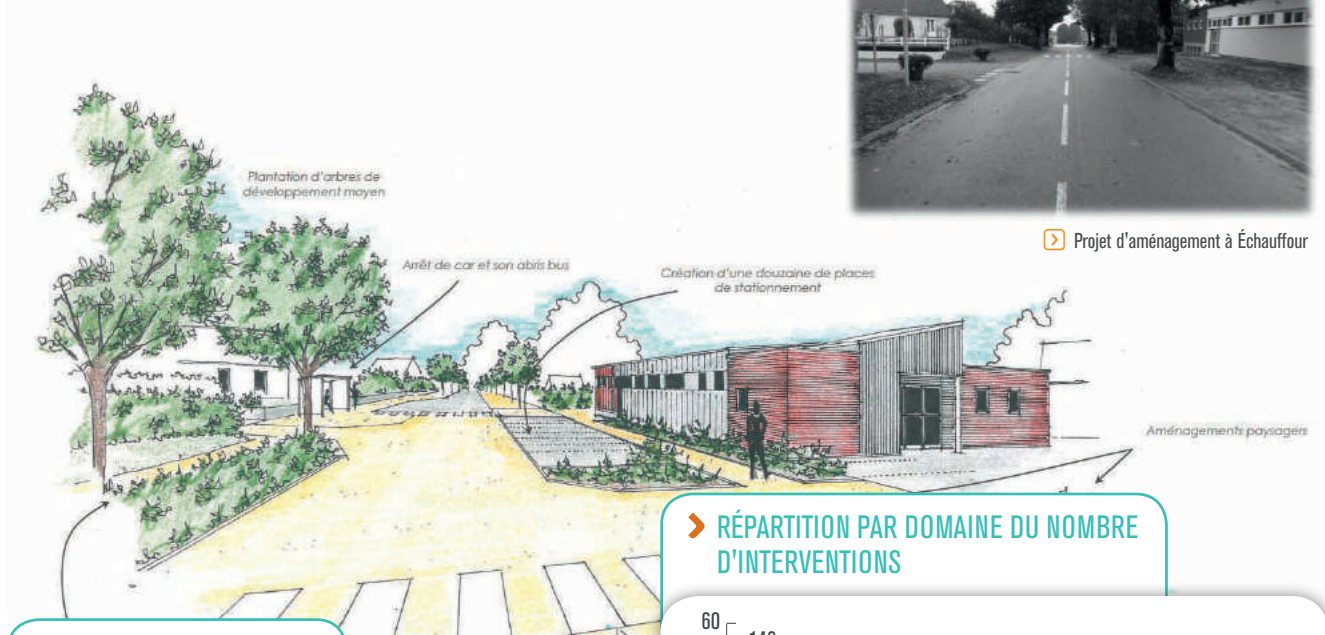 Projet d'aménagement à Échauffour
Plantation d'arbres de
développement moyen
Arrêt de car et son abris bus
Création d'une douzaine de places
de stationnement
Aménagements paysagers
RÉPARTITION PAR DOMAINE DU NOMBRE
D'INTERVENTIONS
60